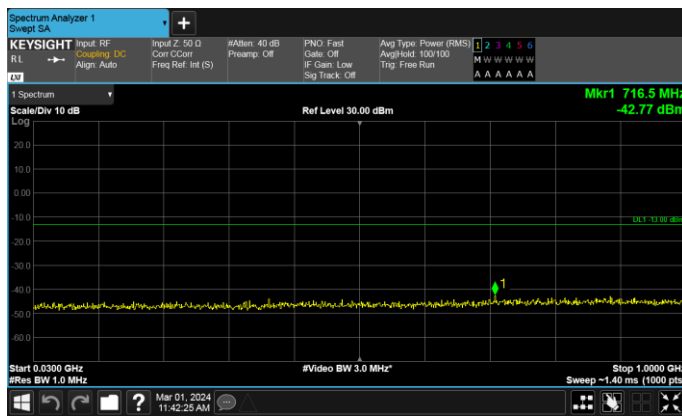 Spectrum Analyzer 1
Swept SA
KEYSIGHT Input: RF Input Z: 50 Ω #Atten: 40 dB PNO: Fast Avg Type: Power (RMS) 1 2 3 4 5 6
RL Coupling: DC Corr CCorr Preamp: Off Gate: Off Avg|Hold: 100/100 M W W W W W
Align: Auto Freq Ref: Int (S) IF Gain: Low Trig: Free Run
LXI Sig Track: Off A A A A A A
1 Spectrum Mkr1 716.5 MHz
Scale/Div 10 dB Ref Level 30.00 dBm -42.77 dBm
Log
20.0
10.0
0.00
-10.0 DL1 -13.00 dBm
-20.0
-30.0
-40.0 1
-50.0
-60.0
Start 0.0300 GHz #Video BW 3.0 MHz* Stop 1.0000 GHz
#Res BW 1.0 MHz Sweep ~1.40 ms (1000 pts)
? Mar 01, 2024
11:42:25 AM